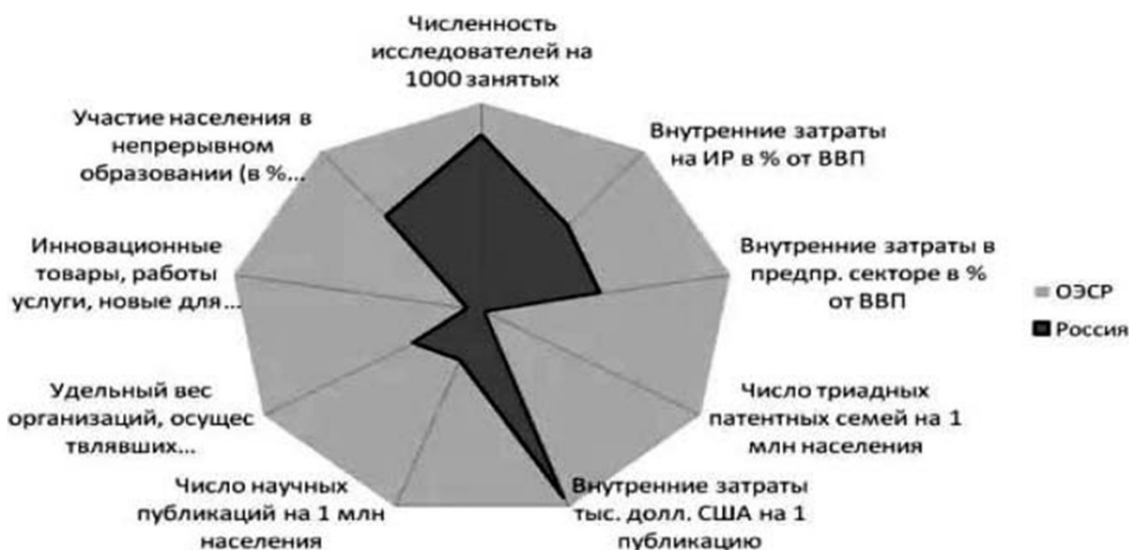 Численность
исследователей на
1000 занятых
Внутренние затраты
на ИР в % от ВВП
Внутренние затраты в
предпр. секторе в %
от ВВП
Число триадных
патентных семей на 1
млн населения
Внутренние затраты
тыс. долл. США на 1
публикацию
Число научных
публикаций на 1 млн
населения
Удельный вес
организаций, осущес
твлявших...
Инновационные
товары, работы
услуги, новые для...
Участие населения в
непрерывном
образовании (в %...
ОЭСР
Россия